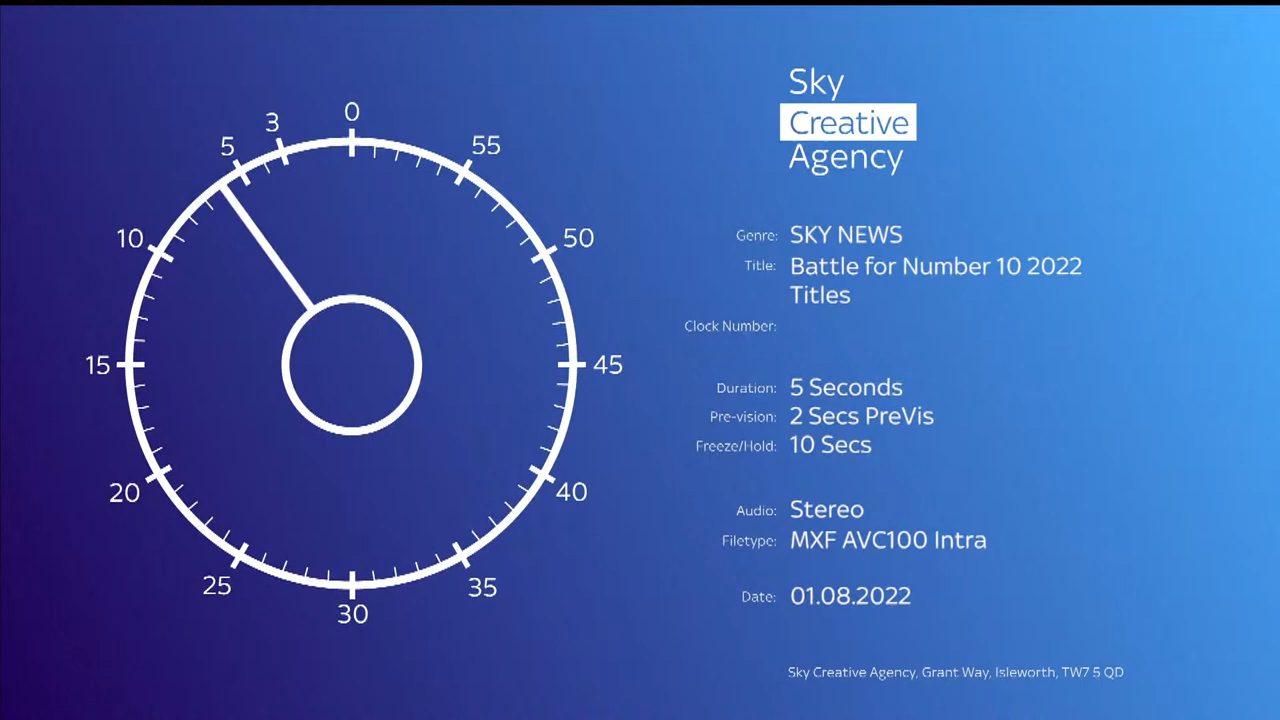 Sky
Creative
Agency
0
3
5
55
10
50
15
45
20
40
25
35
30
Genre: SKY NEWS
Title: Battle for Number 10 2022
Titles
Clock Number:
Duration: 5 Seconds
Pre-vision: 2 Secs PreVis
Freeze/Hold: 10 Secs
Audio: Stereo
Filetype: MXF AVC100 Intra
Date: 01.08.2022
Sky Creative Agency, Grant Way, Isleworth, TW7 5 QD